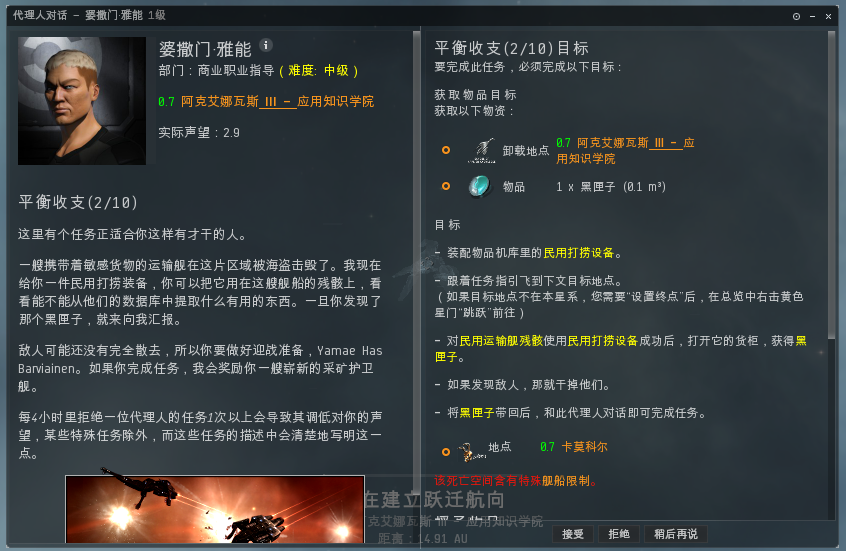 代理人对话 - 婆撒门·雅能 1级
婆撒门·雅能
部门：商业职业指导（难度: 中级）
0.7 阿克艾娜瓦斯 III - 应用知识学院
实际声望：2.9
平衡收支(2/10)
这里有个任务正适合你这样有才干的人。
一艘携带着敏感货物的运输舰在这片区域被海盗击毁了。我现在
给你一件民用打捞装备，你可以把它用在这艘舰船的残骸上，看
看能不能从他们的数据库中提取什么有用的东西。一旦你发现了
那个黑匣子，就来向我汇报。
敌人可能还没有完全散去，所以你要做好迎战准备，Yamae Has
Barviainen。如果你完成任务，我会奖励你一艘崭新的采矿护卫
舰。
每4小时里拒绝一位代理人的任务1次以上会导致其调低对你的声
望，某些特殊任务除外，而这些任务的描述中会清楚地写明这一
点。
平衡收支(2/10)目标
要完成此任务，必须完成以下目标：
获取物品目标
获取以下物资：
卸载地点
0.7 阿克艾娜瓦斯 III - 应
用知识学院
物品
1 x 黑匣子 (0.1 m³)
目标
- 装配物品机库里的民用打捞设备。
- 跟着任务指引飞到下文目标地点。
（如果目标地点不在本星系，您需要“设置终点”后，在总览中右击黄色
星门“跳跃”前往）
- 对民用运输舰残骸使用民用打捞设备成功后，打开它的货柜，获得黑
匣子。
- 如果发现敌人，那就干掉他们。
- 将黑匣子带回后，和此代理人对话即可完成任务。
地点
0.7 卡莫科尔
该死亡空间含有特殊舰船限制。
在建立跃迁航向
克艾娜瓦斯 III - 应用知识学院
距离：14.91 AU
接受
拒绝
稍后再说